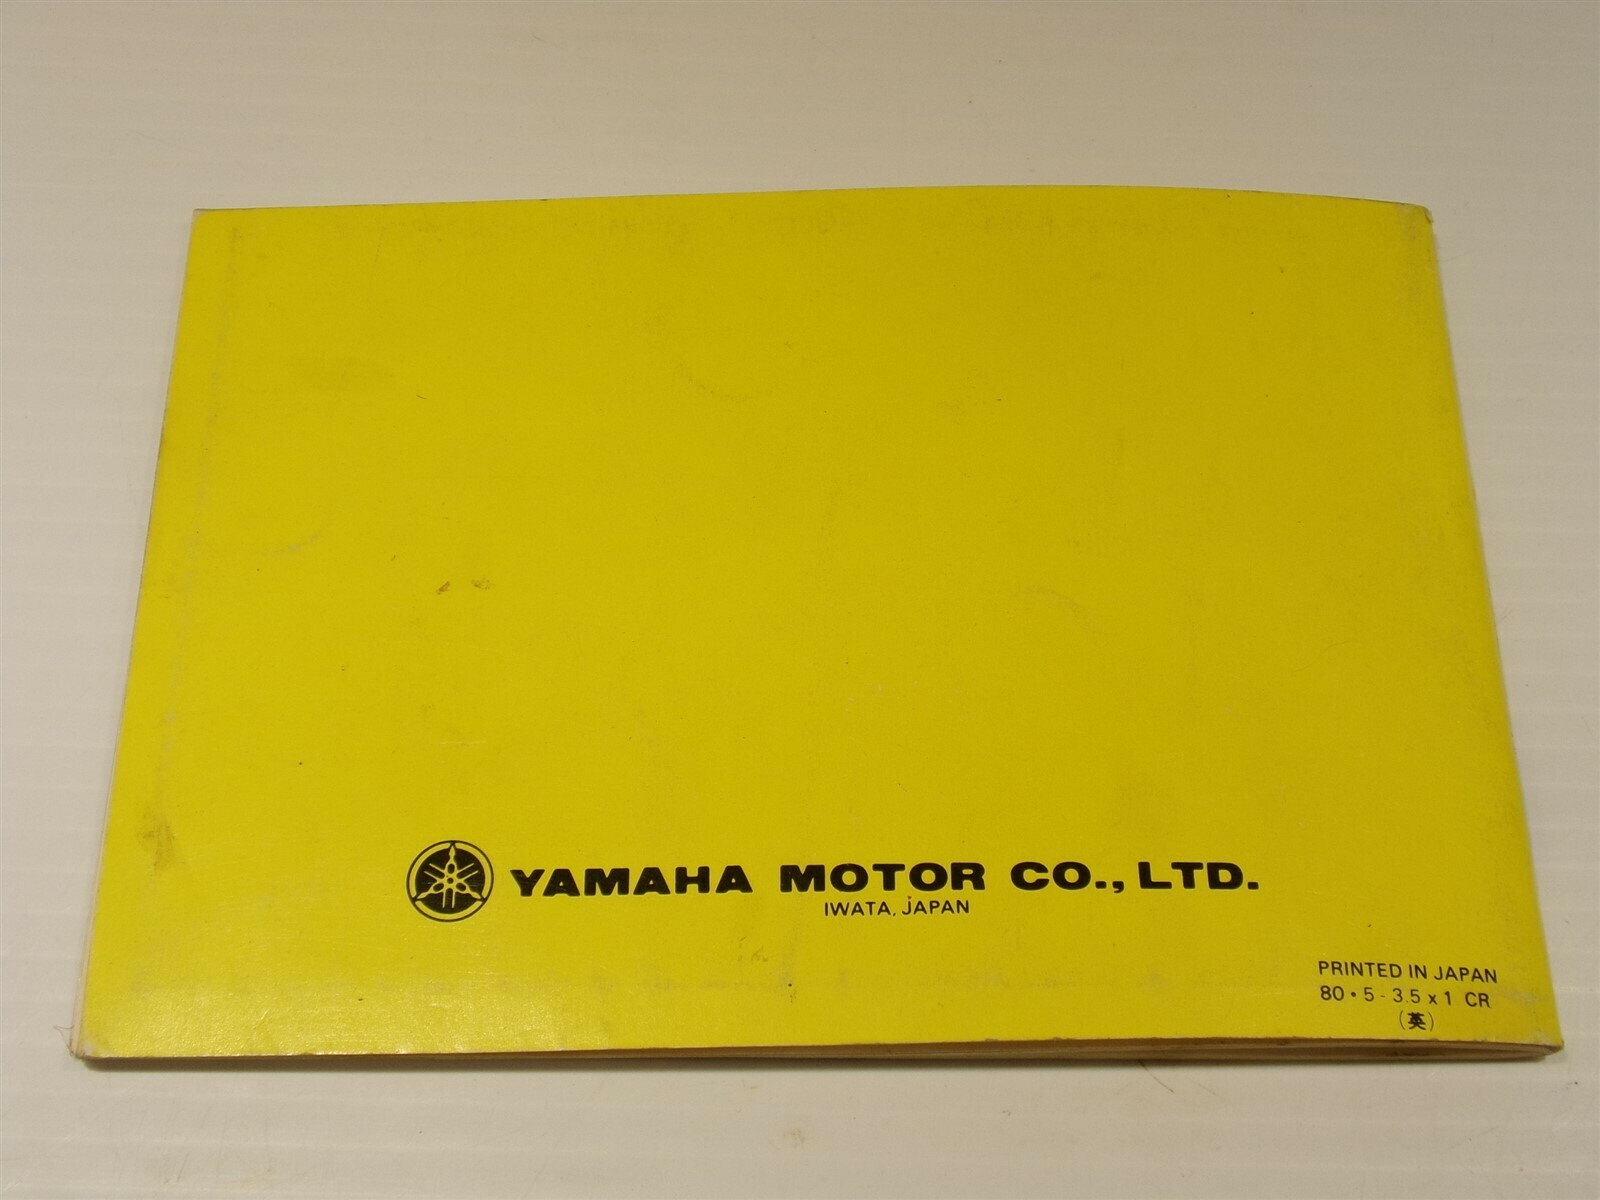 YAMAHA MOTOR CO., LTD.
IWATA, JAPAN
PRINTED IN JAPAN
80・5 - 3.5 x 1 CR
(英)